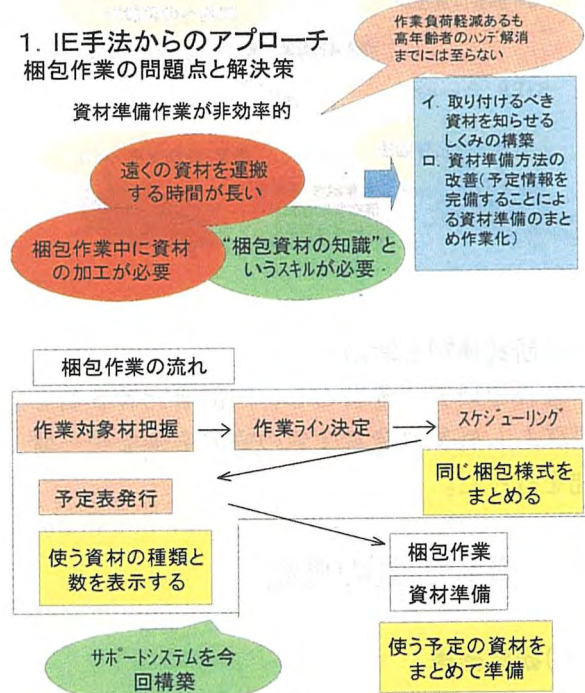 1. IE手法からのアプローチ
梱包作業の問題点と解決策
作業負荷軽減あるも
高年齢者のハンデ解消
までには至らない
資材準備作業が非効率的
遠くの資材を運搬
する時間が長い
梱包作業中に資材
の加工が必要
“梱包資材の知識”と
いうスキルが必要
イ. 取り付けるべき
資材を知らせる
しくみの構築
ロ. 資材準備方法の
改善(予定情報を
完備することによ
る資材準備のまと
め作業化)
梱包作業の流れ
作業対象材把握
作業ライン決定
スケジューリング
同じ梱包様式を
まとめる
予定表発行
使う資材の種類と
数を表示する
梱包作業
資材準備
使う予定の資材を
まとめて準備
サポートシステムを今
回構築